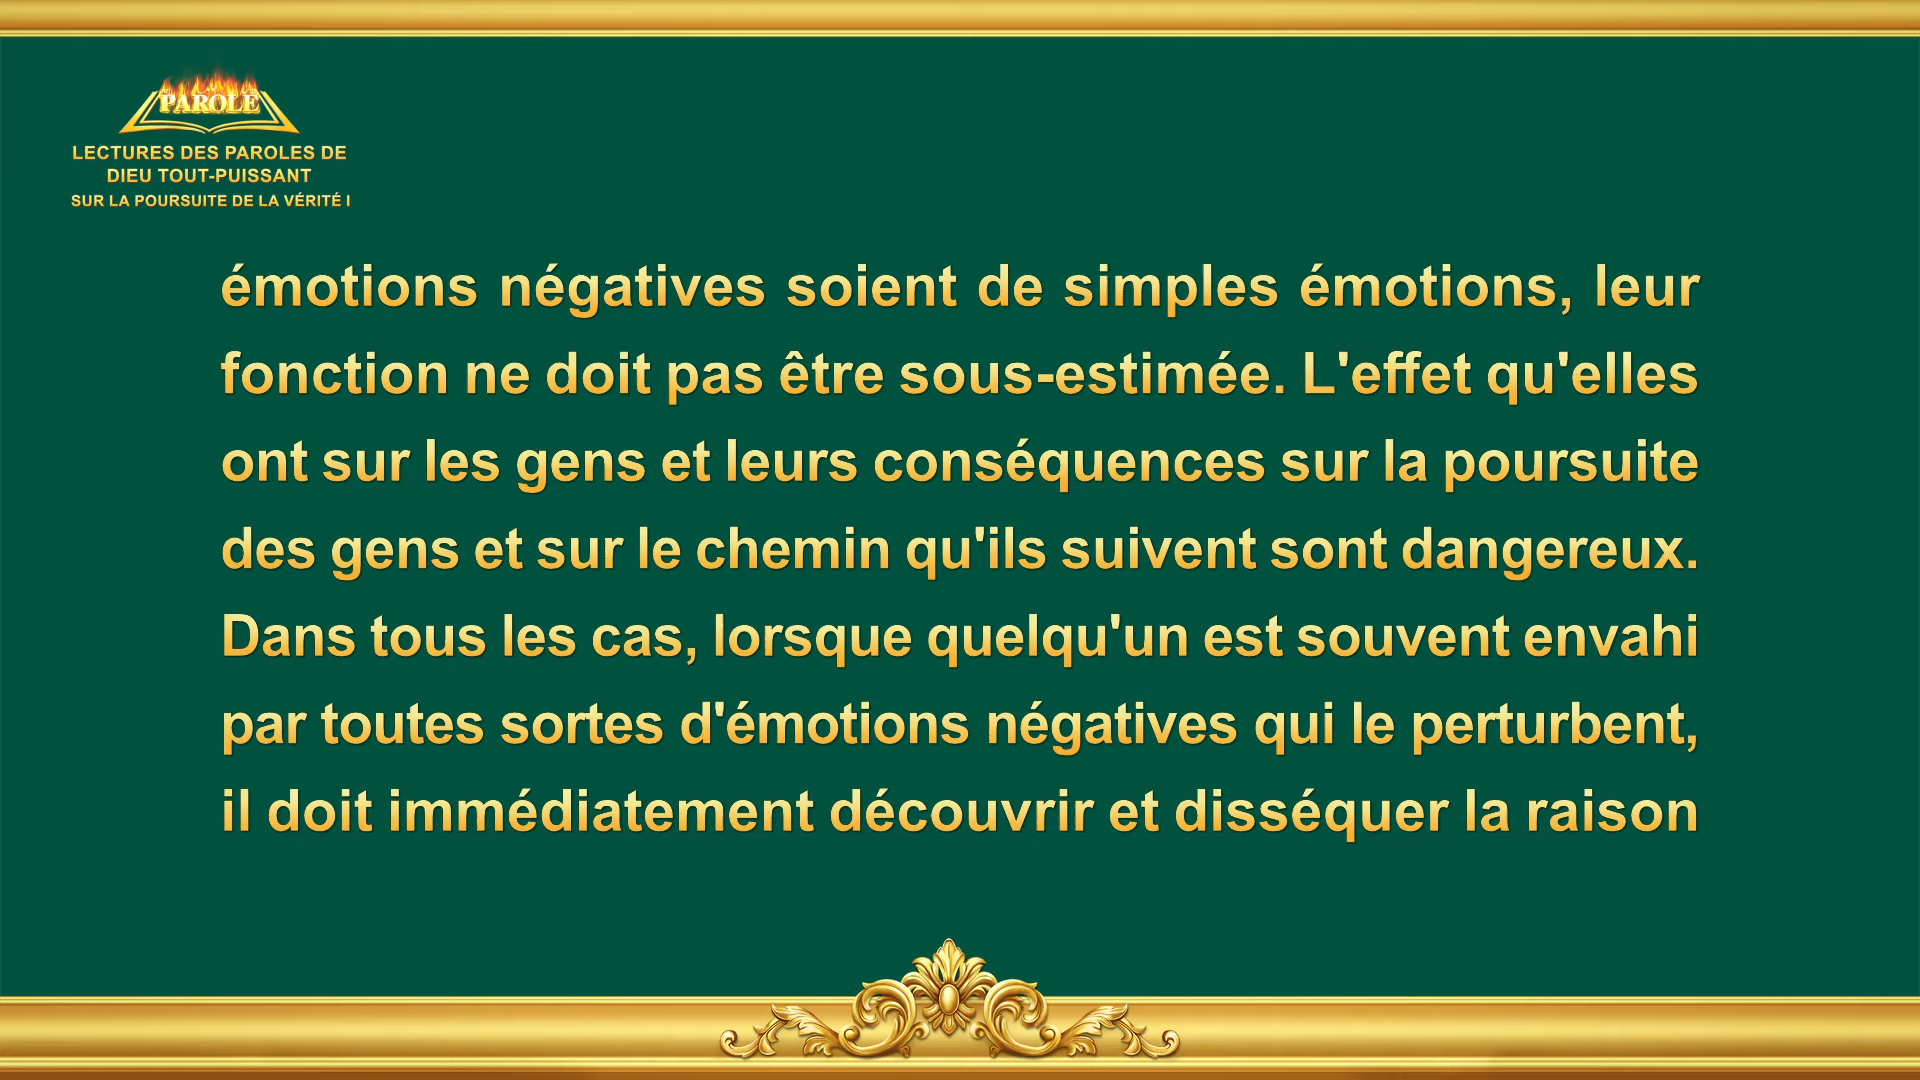 PAROLE
LECTURES DES PAROLES DE
DIEU TOUT-PUISSANT
SUR LA POURSUITE DE LA VÉRITÉ I
émotions négatives soient de simples émotions, leur
fonction ne doit pas être sous-estimée. L'effet qu'elles
ont sur les gens et leurs conséquences sur la poursuite
des gens et sur le chemin qu'ils suivent sont dangereux.
Dans tous les cas, lorsque quelqu'un est souvent envahi
par toutes sortes d'émotions négatives qui le perturbent,
il doit immédiatement découvrir et disséquer la raison